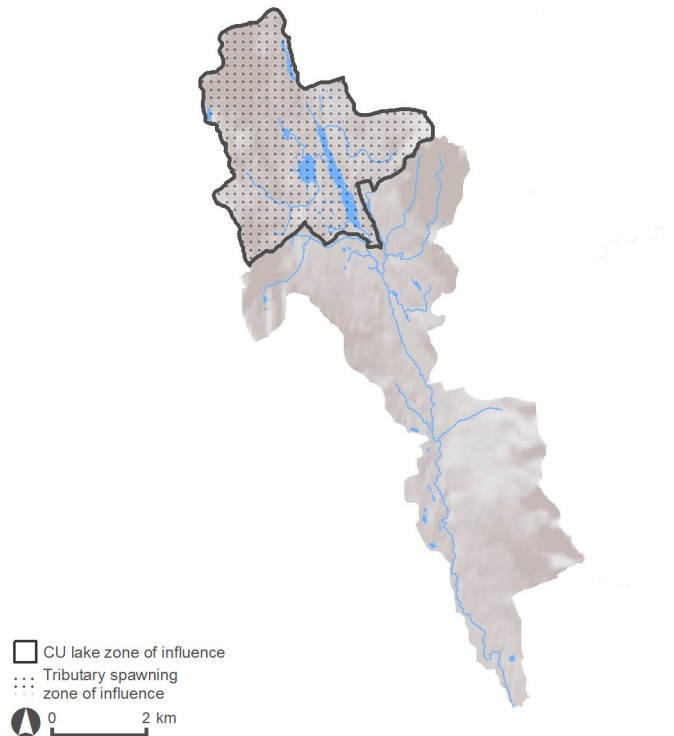 CU lake zone of influence
Tributary spawning
zone of influence
0 2 km